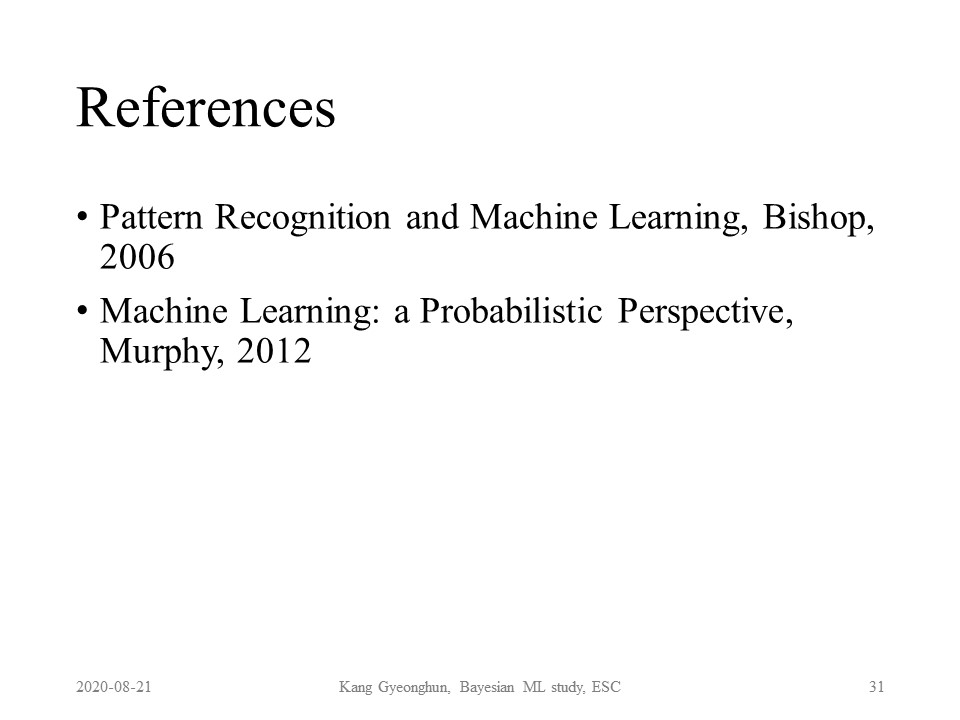 References
• Pattern Recognition and Machine Learning, Bishop,
2006
• Machine Learning: a Probabilistic Perspective,
Murphy, 2012
2020-08-21
Kang Gyeonghun, Bayesian ML study, ESC
31